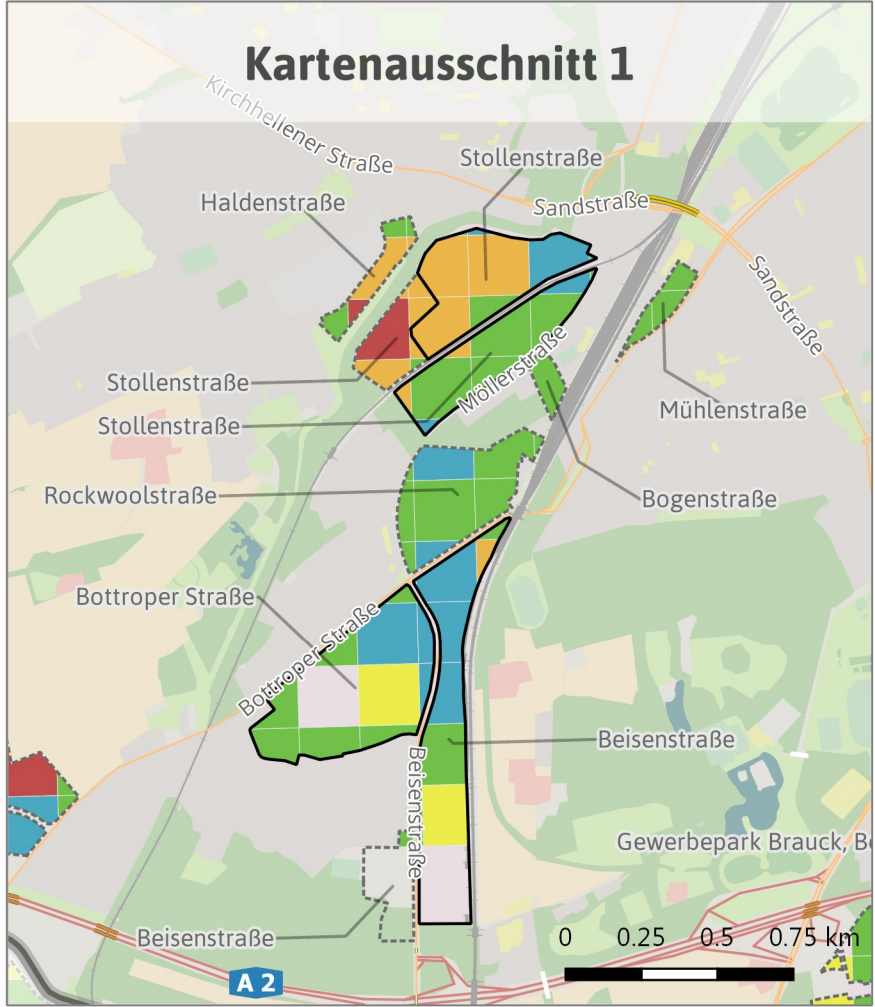 Kartenausschnitt 1
Kirchhellener Straße
Stollenstraße
Haldenstraße
Sandstraße
Sandstraße
Stollenstraße
Möllerstraße
Mühlenstraße
Stollenstraße
Rockwoolstraße
Bogenstraße
Bottroper Straße
Bottroper Straße
Beisenstraße
Beisenstraße
Gewerbepark Brauck, Bo
Beisenstraße
0 0.25 0.5 0.75 km
A 2